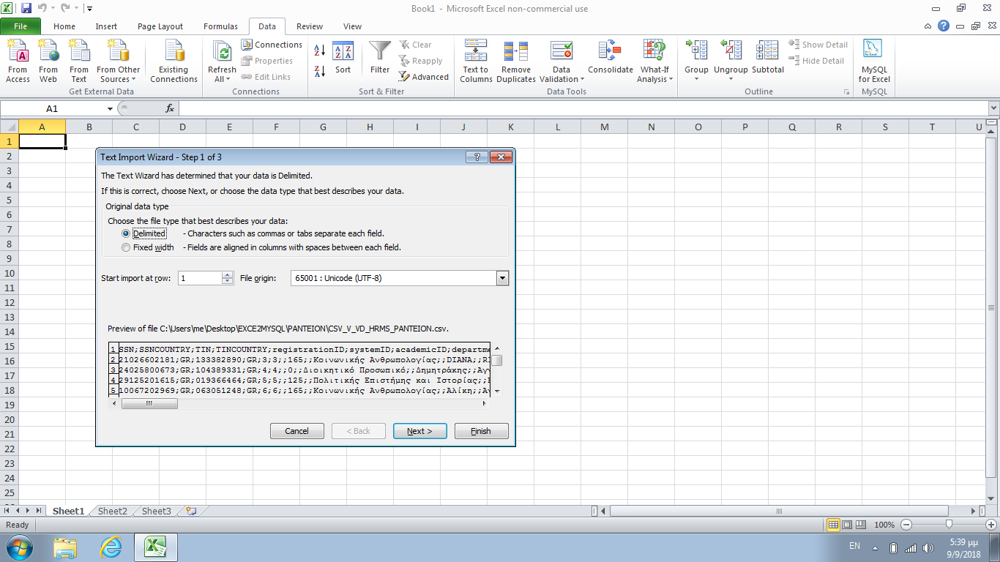 Book1 - Microsoft Excel non-commercial use
File Home Insert Page Layout Formulas Data Review View
From Access
From Web
From Text
From Other Sources
Existing Connections
Get External Data
Refresh All
Connections
Properties
Edit Links
Connections
Sort
Filter
Clear
Reapply
Advanced
Sort & Filter
Text to Columns
Remove Duplicates
Data Validation
Consolidate
What-If Analysis
Data Tools
Group
Ungroup
Subtotal
Show Detail
Hide Detail
Outline
MySQL for Excel
MySQL
A1 fx
A B C D E F G H I J K L M N O P Q R S T U
1
2
3
4
5
6
7
8
9
10
11
12
13
14
15
16
17
18
19
20
21
22
23
24
25
Text Import Wizard - Step 1 of 3
The Text Wizard has determined that your data is Delimited.
If this is correct, choose Next, or choose the data type that best describes your data.
Original data type
Choose the file type that best describes your data:
Delimited - Characters such as commas or tabs separate each field.
Fixed width - Fields are aligned in columns with spaces between each field.
Start import at row: 1 File origin: 65001 : Unicode (UTF-8)
Preview of file C:\Users\me\Desktop\EXCE2MYSQL\PANTEION\CSV_V_VD_HRMS_PANTEION.csv.
1 SSN;SSNCOUNTRY;TIN;TINCOUNTRY;registrationID;systemID;academicID;departme
2 21026602181;GR;133382890;GR;3;3;;165;;Κοινωνικής Ανθρωπολογίας;;DIANA;;RI
3 24025800673;GR;104389331;GR;4;4;;0;;Διοικητικό Προσωπικό;;Δημητράκης;;Αγ
4 29125201615;GR;019366464;GR;5;5;;125;;Πολιτικής Επιστήμης και Ιστορίας;;
5 10067202969;GR;063051248;GR;6;6;;165;;Κοινωνικής Ανθρωπολογίας;;Αλίκη;;
Cancel < Back Next > Finish
Sheet1 Sheet2 Sheet3
Ready 100%
EN 5:39 μμ
9/9/2018